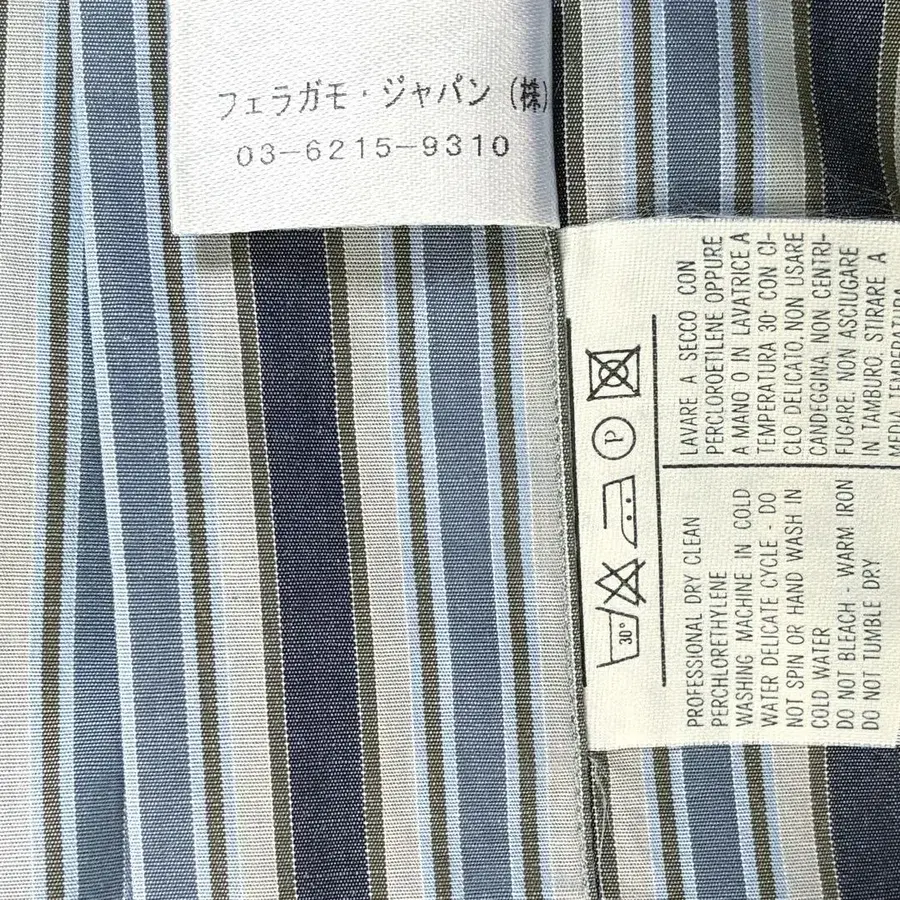 フェラガモ・ジャパン（株）
03-6215-9310
LAVARE A SECCO CON
PERCLOROETILENE OPPURE
A MANO O IN LAVATRICE A
TEMPERATURA 30° CON CI-
CLO DELICATO, NON USARE
CANDEGGINA, NON CENTRI-
FUGARE, NON ASCIUGARE
IN TAMBURO, STIRARE A
MEDIA TEMPERATURA
PROFESSIONAL DRY CLEAN
PERCHLORETHYLENE
WASHING MACHINE IN COLD
WATER DELICATE CYCLE - DO
NOT SPIN OR HAND WASH IN
COLD WATER
DO NOT BLEACH - WARM IRON
DO NOT TUMBLE DRY
P
30°